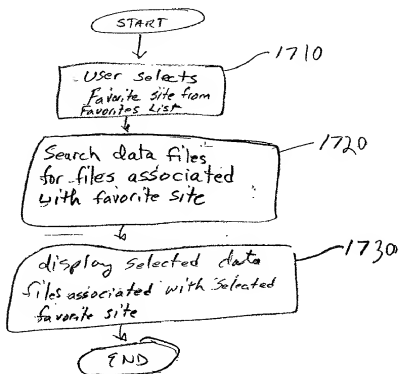 START
1710
User selects
Favorite site from
Favorites List
1720
Search data files
for files associated
with favorite site
1730
display selected data
files associated with selected
favorite site
END